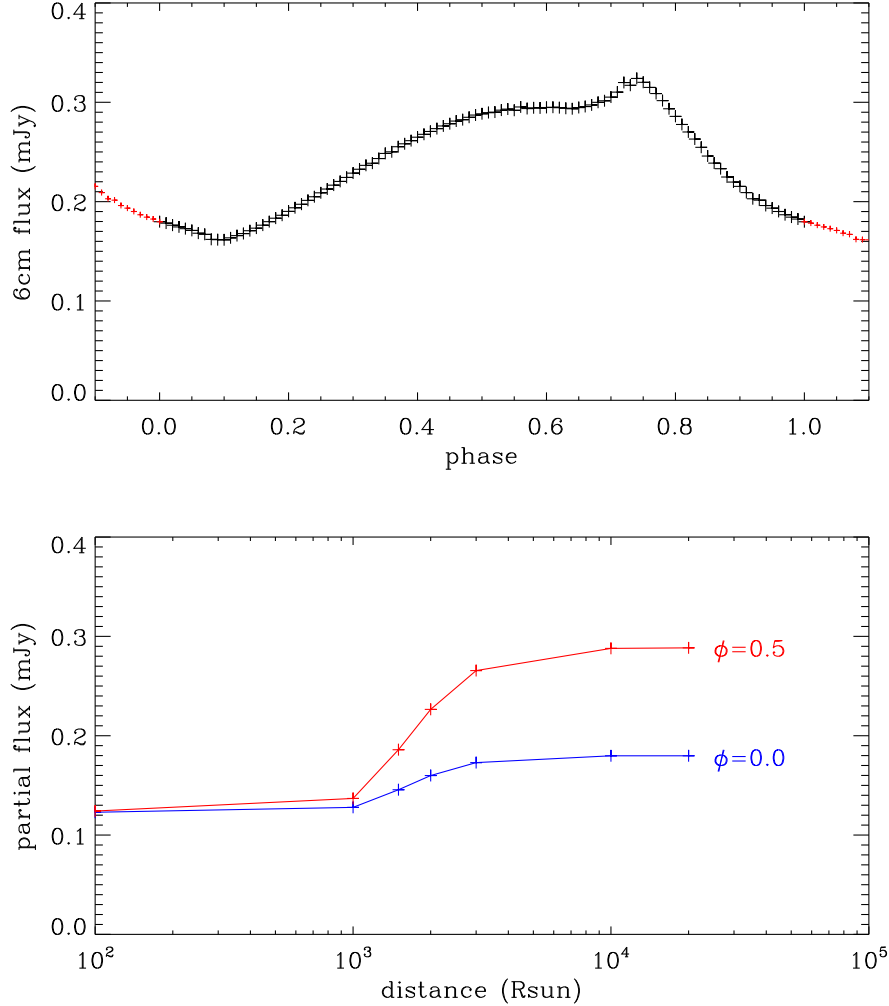 0.4
0.3
0.2
0.1
0.0
6cm flux (mJy)
0.0 0.2 0.4 0.6 0.8 1.0
phase
0.4
0.3
0.2
0.1
0.0
partial flux (mJy)
ϕ=0.5
ϕ=0.0
10² 10³ 10⁴ 10⁵
distance (Rsun)